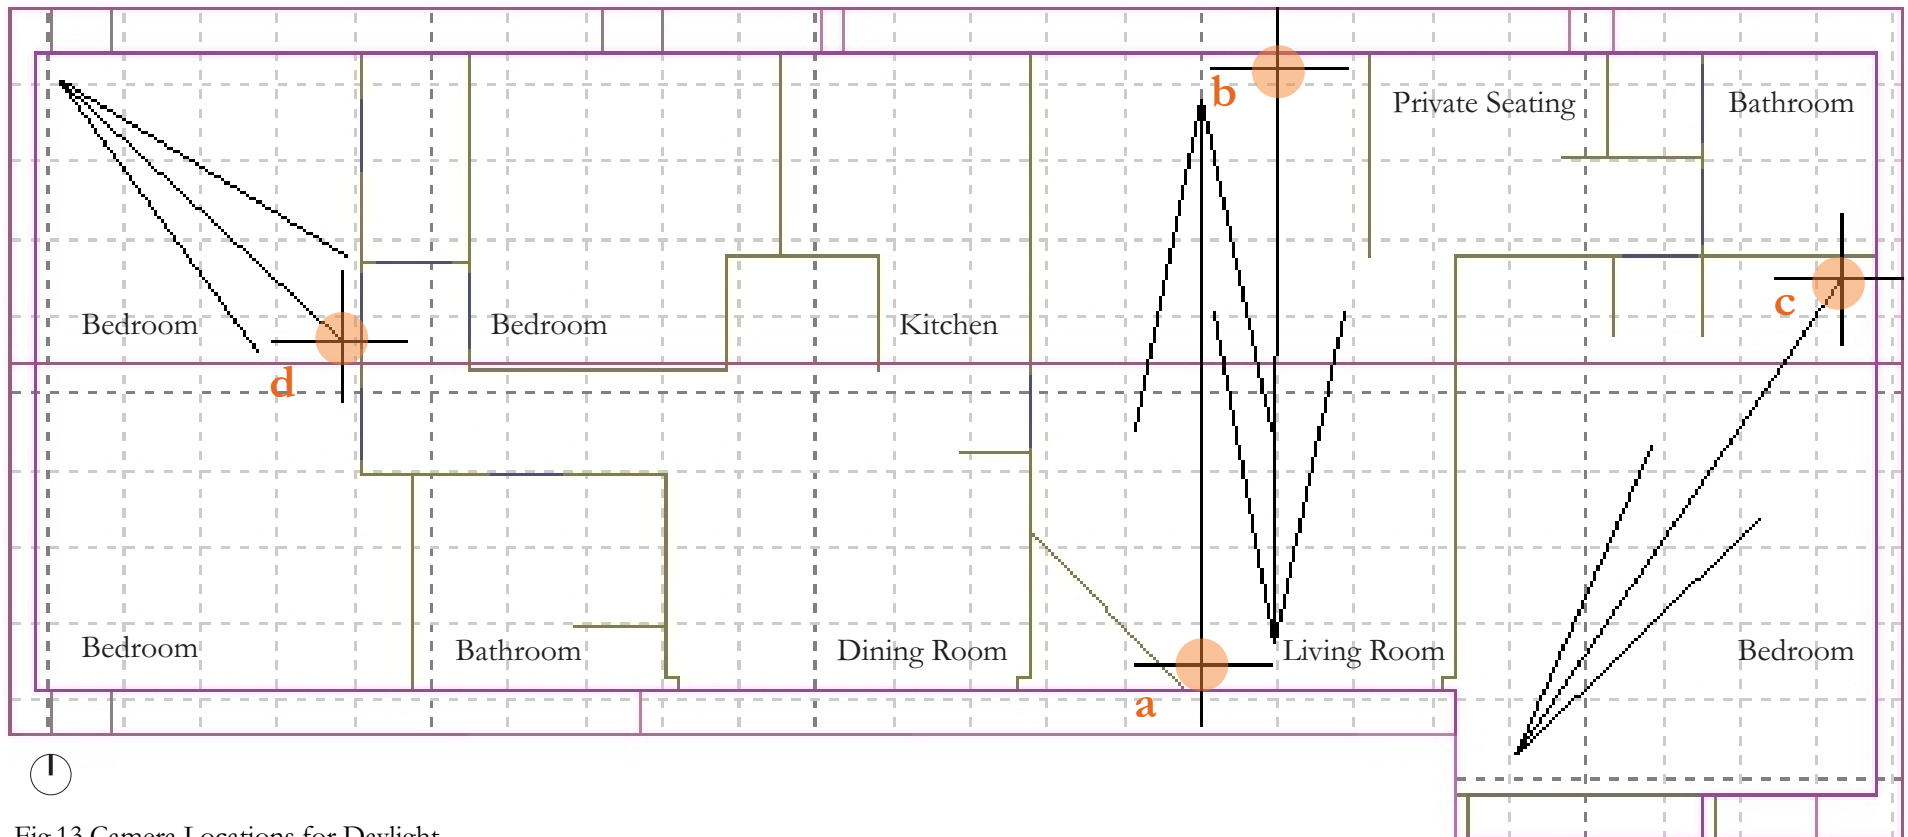 b
Private Seating
Bathroom
c
Bedroom
Bedroom
Kitchen
d
Bedroom
Bathroom
Dining Room
Living Room
Bedroom
a
Fig.13 Camera Locations for Daylight